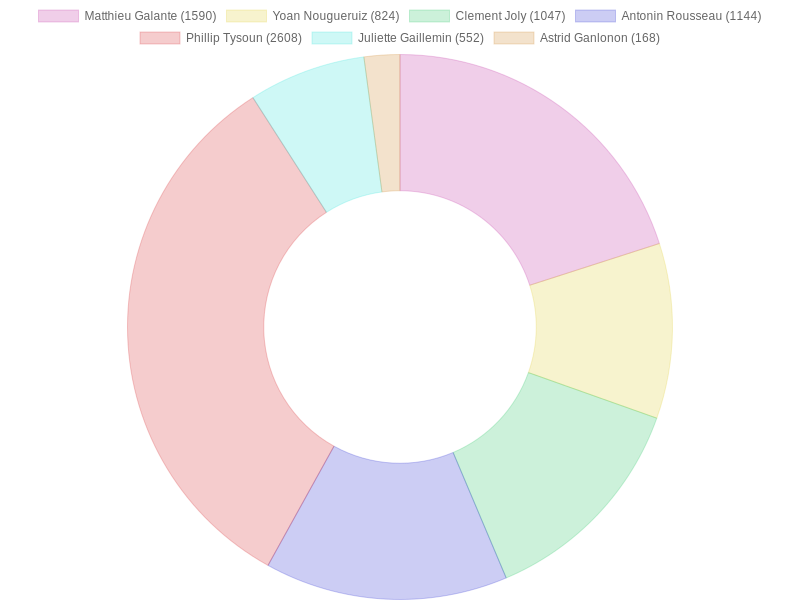 Matthieu Galante (1590) Yoan Nougueruiz (824) Clement Joly (1047) Antonin Rousseau (1144)
Phillip Tysoun (2608) Juliette Gaillemin (552) Astrid Ganlonon (168)